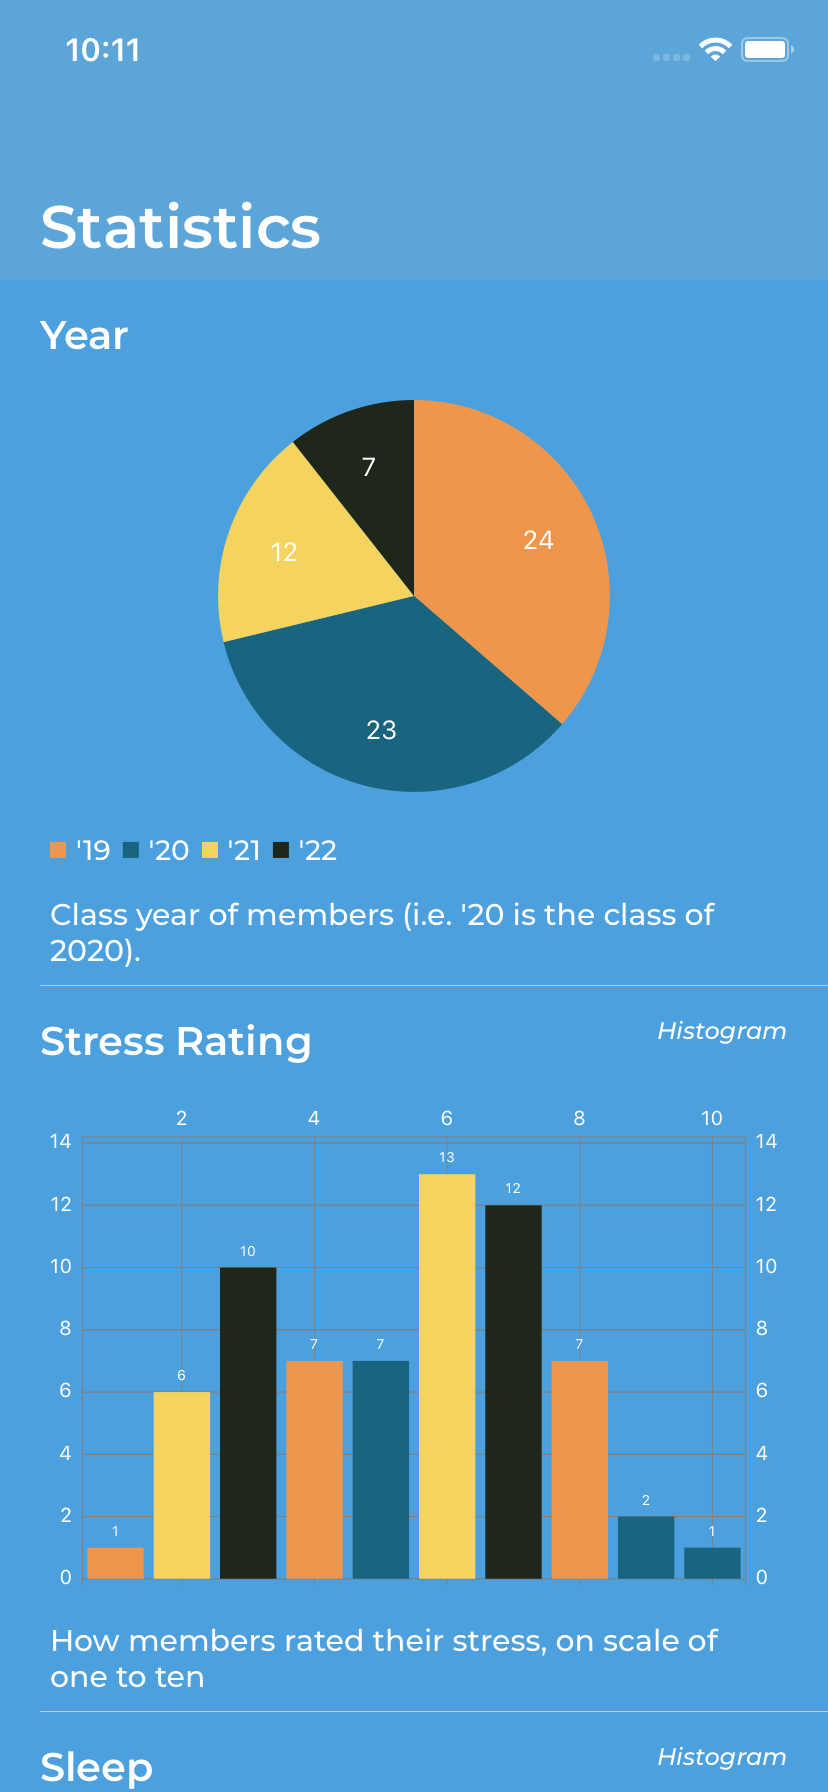 10:11
Statistics
Year
7
24
12
23
'19 '20 '21 '22
Class year of members (i.e. '20 is the class of
2020).
Stress Rating
Histogram
2 4 6 8 10
14 14
13
12 12
12
10 10
10
8 8
7 7 7
6 6
6
4 4
2 2
2
1 1
0 0
How members rated their stress, on scale of
one to ten
Sleep
Histogram